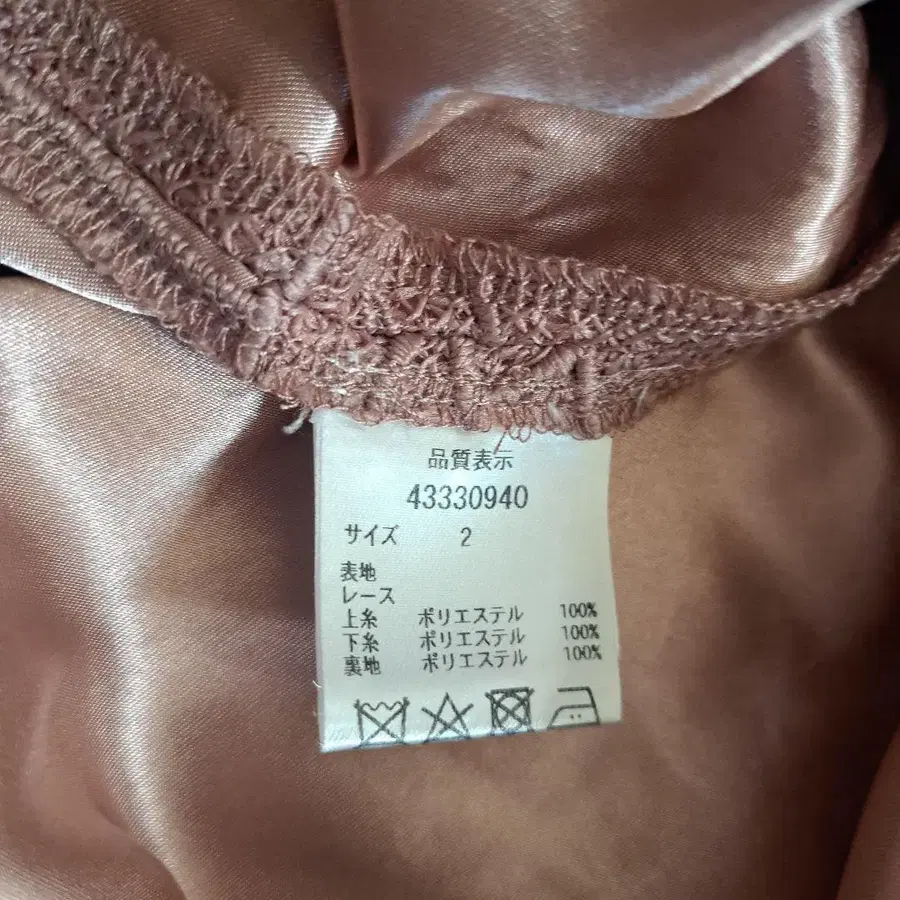 品質表示
43330940
サイズ 2
表地
レース
上糸 ポリエステル 100%
下糸 ポリエステル 100%
裏地 ポリエステル 100%